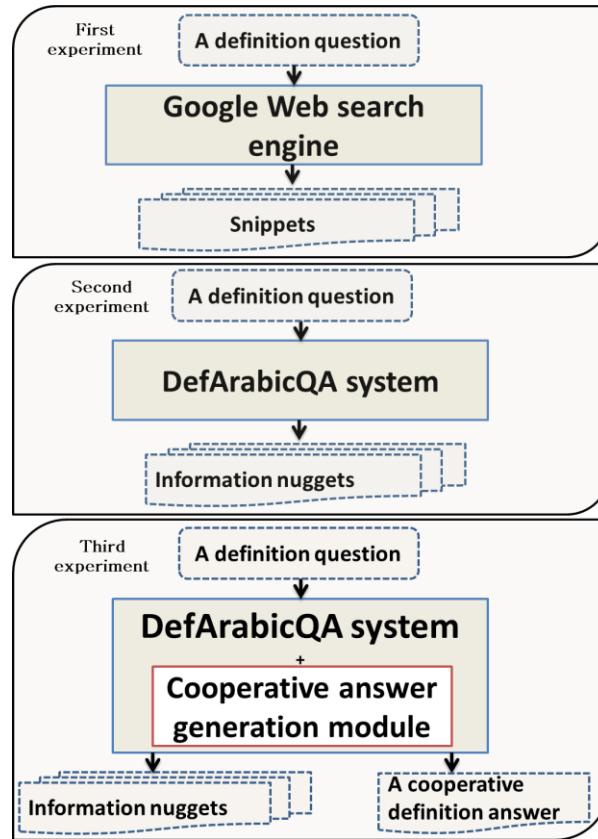 First
experiment
A definition question
Google Web search
engine
Snippets
Second
experiment
A definition question
DefArabicQA system
Information nuggets
Third
experiment
A definition question
DefArabicQA system
+
Cooperative answer
generation module
Information nuggets
A cooperative
definition answer